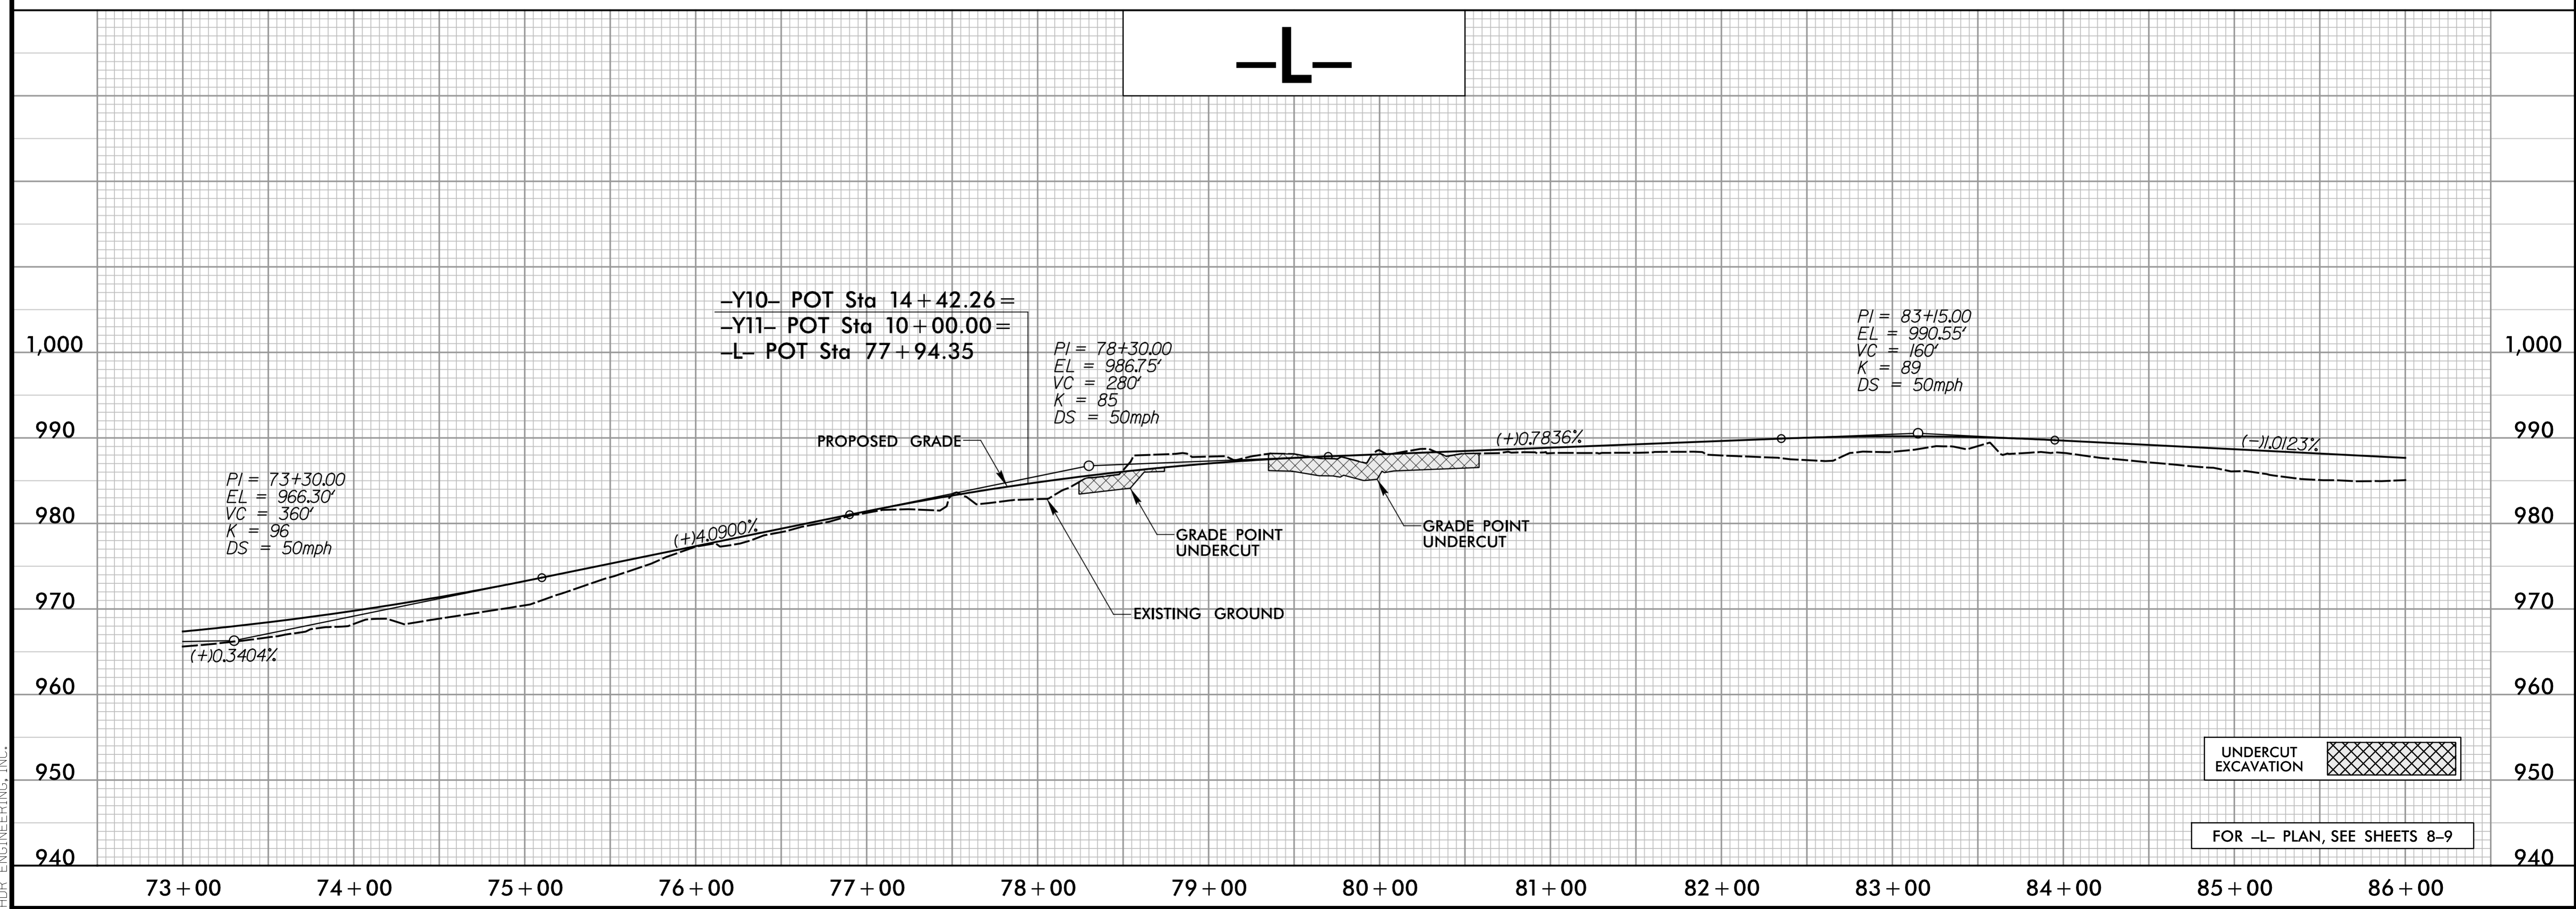 –L–
–Y10– POT Sta 14+42.26=
–Y11– POT Sta 10+00.00=
–L– POT Sta 77+94.35
PI = 78+30.00
EL = 986.75'
VC = 280'
K = 85
DS = 50mph
PI = 83+15.00
EL = 990.55'
VC = 160'
K = 89
DS = 50mph
1,000
1,000
PROPOSED GRADE
(+)0.7836%
(-)1.0123%
990
990
PI = 73+30.00
EL = 966.30'
VC = 360'
K = 96
DS = 50mph
980
980
(+)4.0900%
GRADE POINT
UNDERCUT
GRADE POINT
UNDERCUT
970
970
EXISTING GROUND
(+)0.3404%
960
960
950
950
UNDERCUT
EXCAVATION
FOR –L– PLAN, SEE SHEETS 8–9
940
940
73+00 74+00 75+00 76+00 77+00 78+00 79+00 80+00 81+00 82+00 83+00 84+00 85+00 86+00
HDR ENGINEERING, INC.